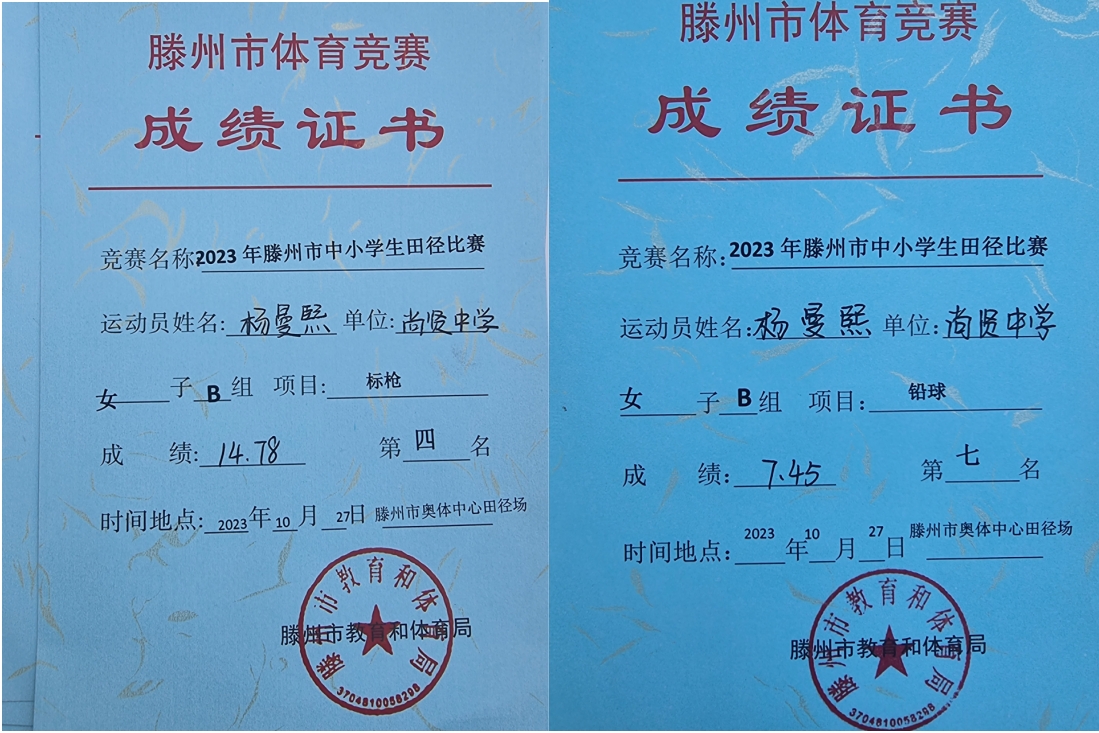 滕州市体育竞赛
成绩证书
竞赛名称:2023年滕州市中小学生田径比赛
运动员姓名:杨曼熙 单位:尚贤中学
女子B组 项目:标枪
成绩:14.78 第四名
时间地点:2023年10月27日 滕州市奥体中心田径场
滕州市教育和体育局
滕州市教育和体育局
3704810058298
滕州市体育竞赛
成绩证书
竞赛名称:2023年滕州市中小学生田径比赛
运动员姓名:杨曼熙 单位:尚贤中学
女子B组 项目:铅球
成绩:7.45 第七名
时间地点:2023年10月27日 滕州市奥体中心田径场
滕州市教育和体育局
滕州市教育和体育局
3704810058298